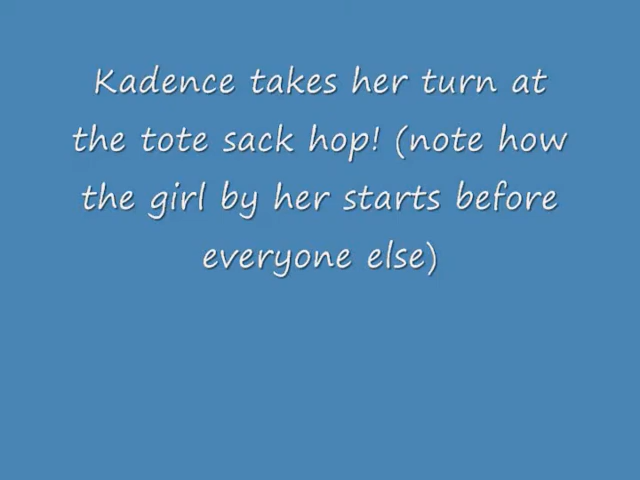 Kadence takes her turn at
the tote sack hop! (note how
the girl by her starts before
everyone else)